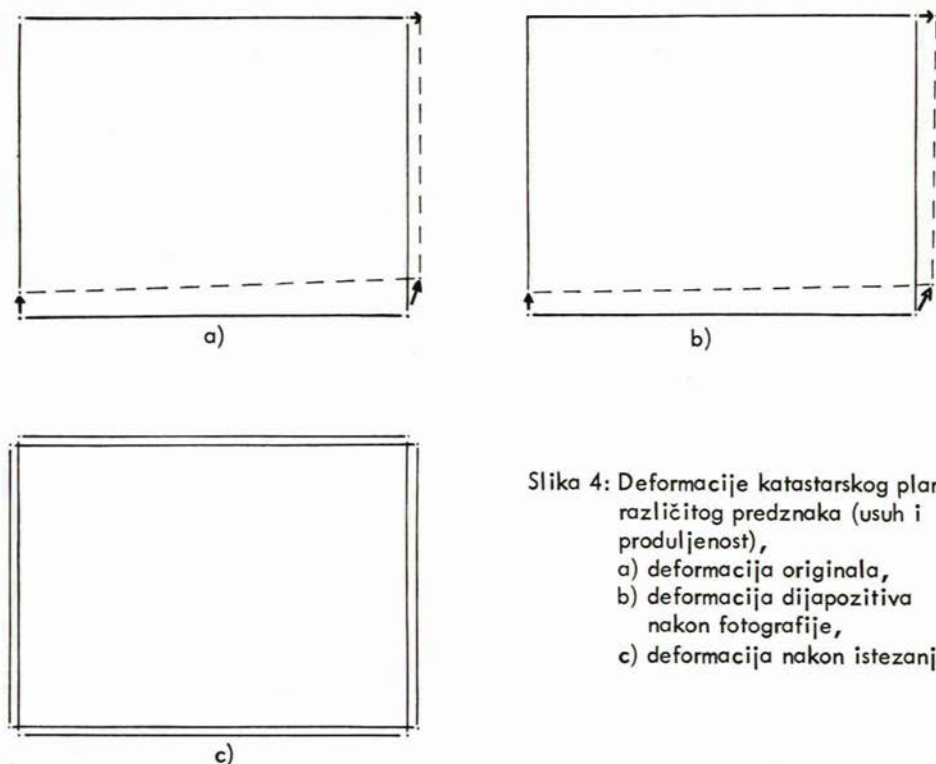 a)
b)
c)
Slika 4: Deformacije katastarskog plan
različitog predznaka (usuh i
produljenost),
a) deformacija originala,
b) deformacija dijapozitiva
nakon fotografije,
c) deformacija nakon istezanj